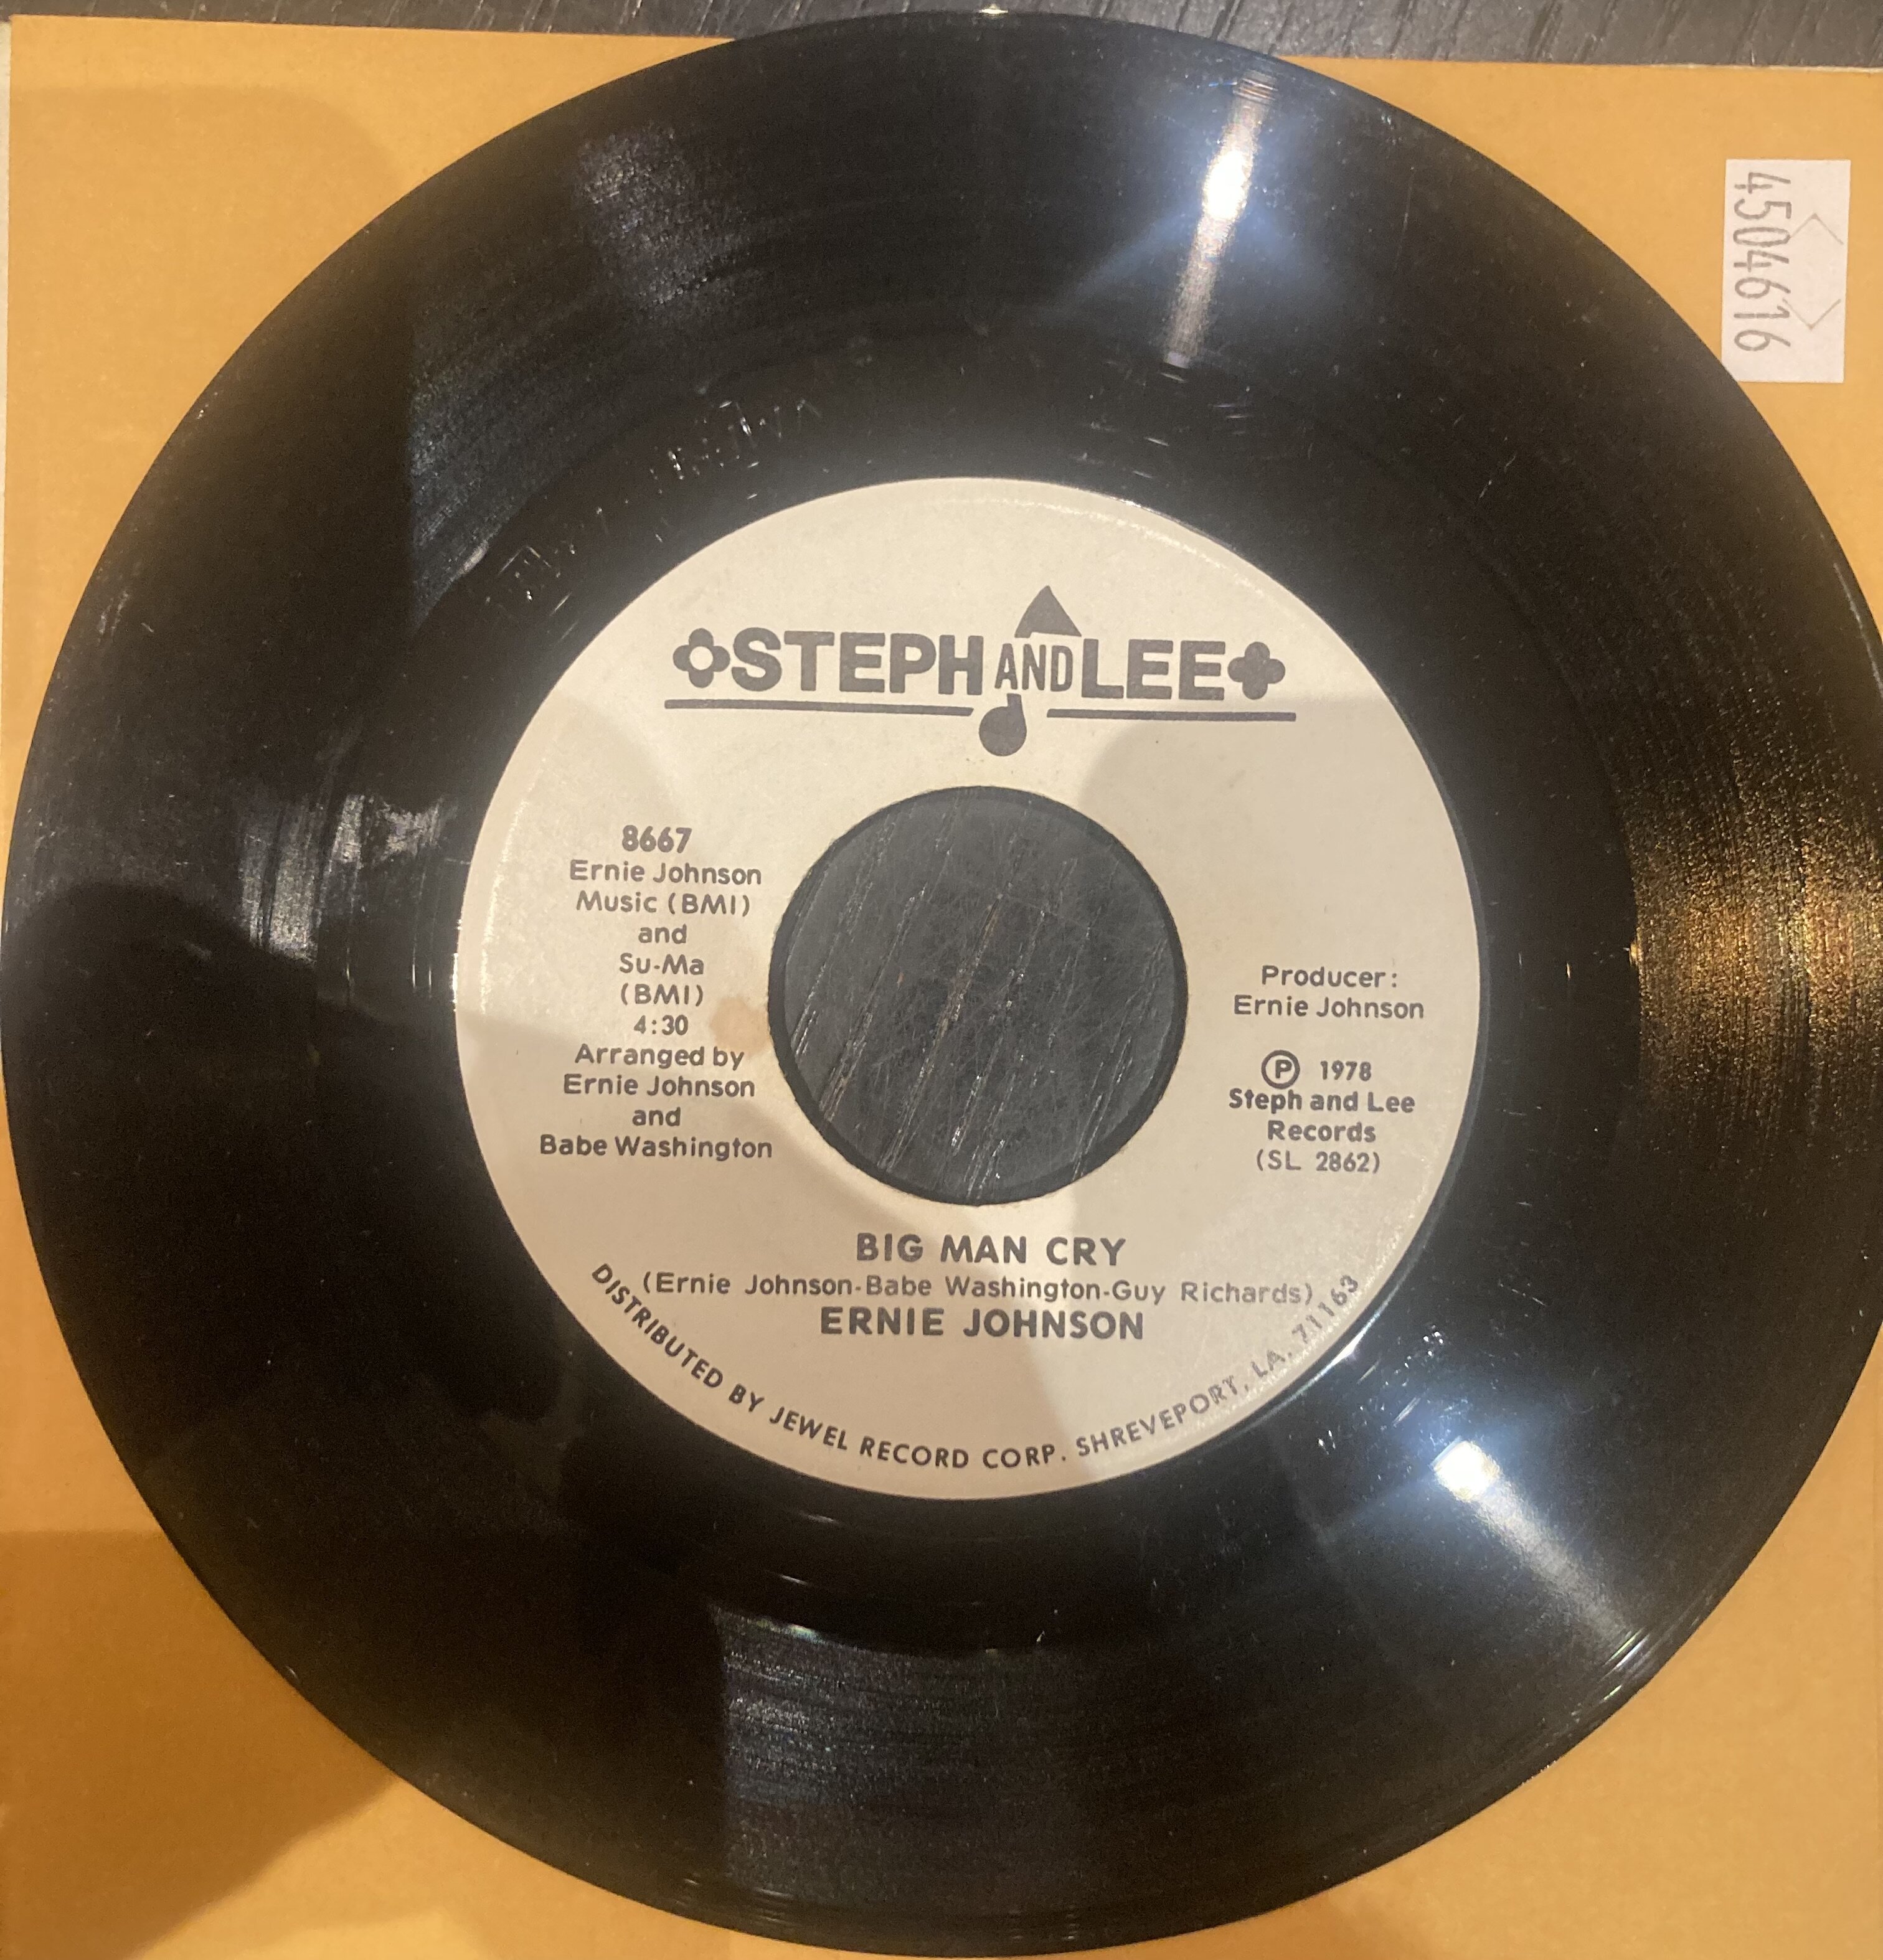 4504616
STEPH AND LEE
8667
Ernie Johnson
Music (BMI)
and
Su-Ma
(BMI)
4:30
Arranged by
Ernie Johnson
and
Babe Washington
Producer:
Ernie Johnson
Ⓟ 1978
Steph and Lee
Records
(SL 2862)
BIG MAN CRY
(Ernie Johnson-Babe Washington-Guy Richards)
ERNIE JOHNSON
DISTRIBUTED BY JEWEL RECORD CORP. SHREVEPORT, LA. 71163